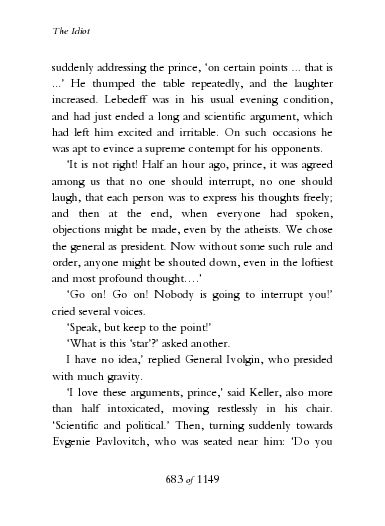 The Idiot
suddenly addressing the prince, ‘on certain points ... that is
...’ He thumped the table repeatedly, and the laughter
increased. Lebedeff was in his usual evening condition,
and had just ended a long and scientific argument, which
had left him excited and irritable. On such occasions he
was apt to evince a supreme contempt for his opponents.
‘It is not right! Half an hour ago, prince, it was agreed
among us that no one should interrupt, no one should
laugh, that each person was to express his thoughts freely;
and then at the end, when everyone had spoken,
objections might be made, even by the atheists. We chose
the general as president. Now without some such rule and
order, anyone might be shouted down, even in the loftiest
and most profound thought....’
‘Go on! Go on! Nobody is going to interrupt you!’
cried several voices.
‘Speak, but keep to the point!’
‘What is this ‘star’?’ asked another.
I have no idea,’ replied General Ivolgin, who presided
with much gravity.
‘I love these arguments, prince,’ said Keller, also more
than half intoxicated, moving restlessly in his chair.
‘Scientific and political.’ Then, turning suddenly towards
Evgenie Pavlovitch, who was seated near him: ‘Do you
683 of 1149